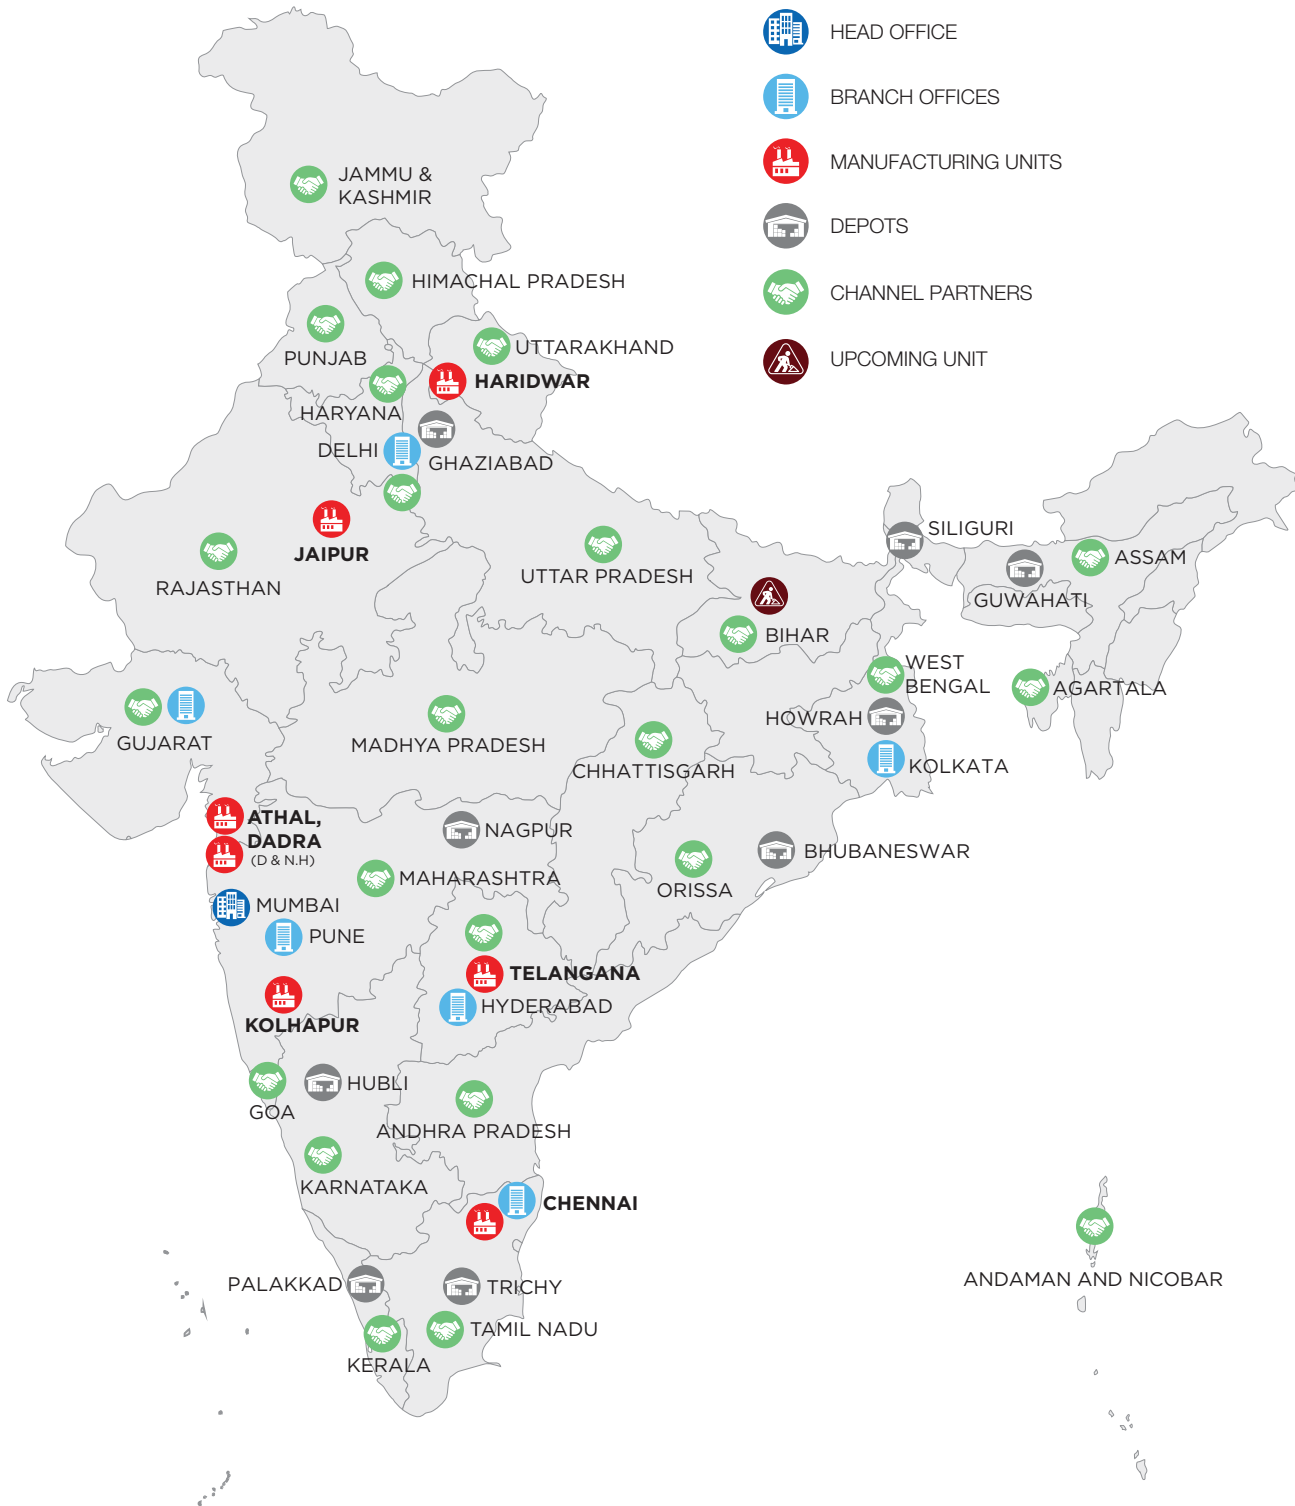 HEAD OFFICE
BRANCH OFFICES
MANUFACTURING UNITS
DEPOTS
CHANNEL PARTNERS
UPCOMING UNIT
JAMMU &
KASHMIR
HIMACHAL PRADESH
PUNJAB
UTTARAKHAND
HARIDWAR
HARYANA
DELHI
GHAZIABAD
JAIPUR
RAJASTHAN
UTTAR PRADESH
SILIGURI
ASSAM
GUWAHATI
BIHAR
WEST
BENGAL
AGARTALA
HOWRAH
KOLKATA
GUJARAT
MADHYA PRADESH
CHHATTISGARH
ATHAL,
DADRA
(D & N.H)
NAGPUR
BHUBANESWAR
MAHARASHTRA
ORISSA
MUMBAI
PUNE
TELANGANA
HYDERABAD
KOLHAPUR
HUBLI
GOA
ANDHRA PRADESH
KARNATAKA
CHENNAI
PALAKKAD
TRICHY
ANDAMAN AND NICOBAR
TAMIL NADU
KERALA